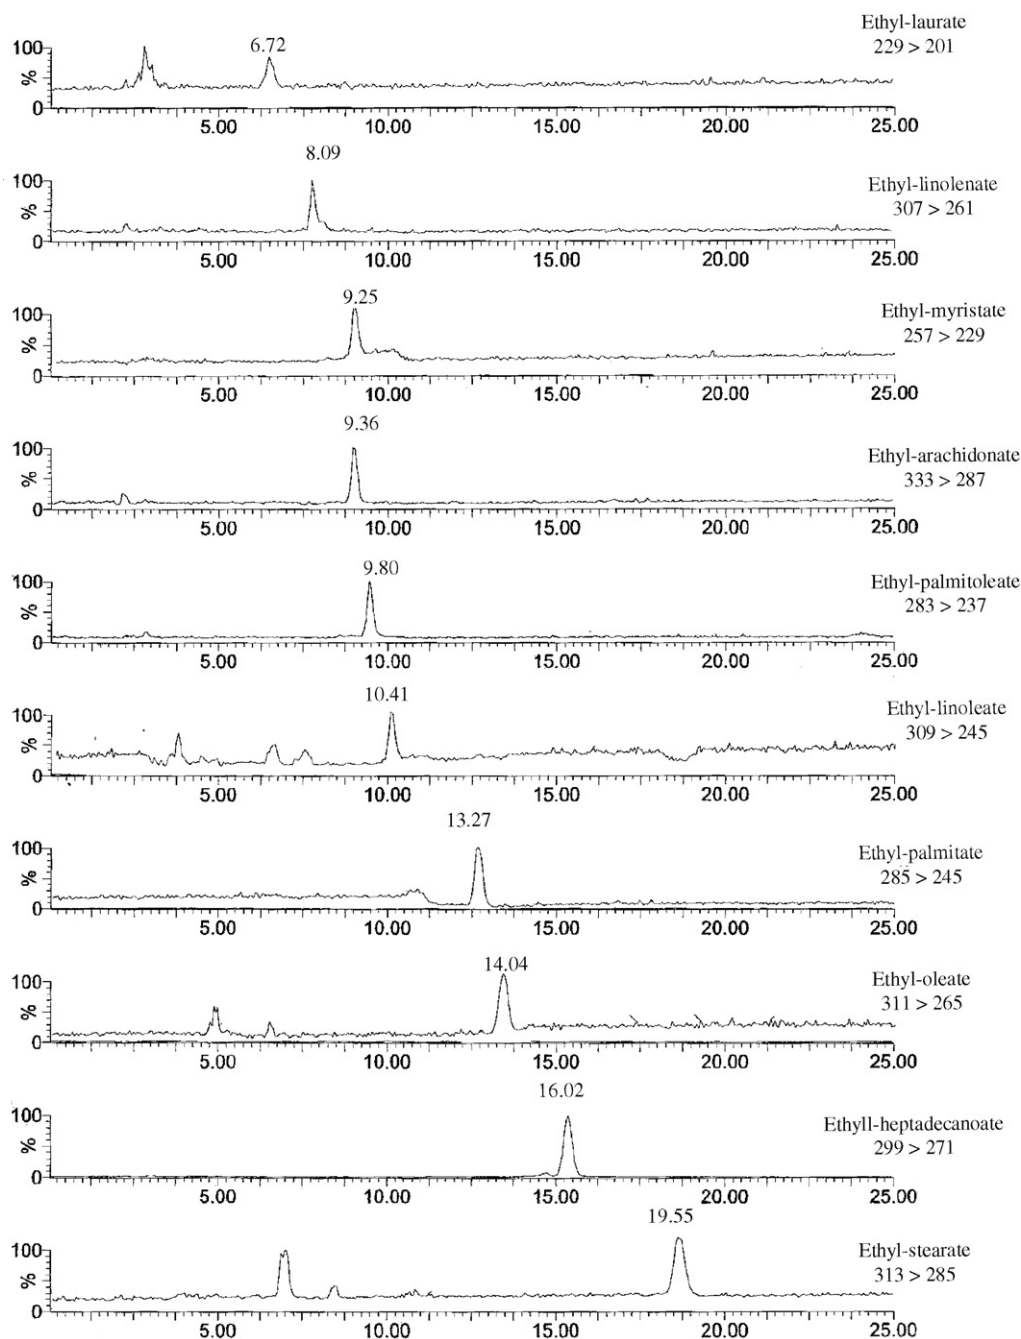 Ethyl-laurate
229 > 201
6.72
100
%
0
5.00 10.00 15.00 20.00 25.00
8.09
Ethyl-linolenate
307 > 261
100
%
0
5.00 10.00 15.00 20.00 25.00
9.25
Ethyl-myristate
257 > 229
100
%
0
5.00 10.00 15.00 20.00 25.00
9.36
Ethyl-arachidonate
333 > 287
100
%
0
5.00 10.00 15.00 20.00 25.00
9.80
Ethyl-palmitoleate
283 > 237
100
%
0
5.00 10.00 15.00 20.00 25.00
10.41
Ethyl-linoleate
309 > 245
100
%
0
5.00 10.00 15.00 20.00 25.00
13.27
Ethyl-palmitate
285 > 245
100
%
0
5.00 10.00 15.00 20.00 25.00
14.04
Ethyl-oleate
311 > 265
100
%
0
5.00 10.00 15.00 20.00 25.00
16.02
Ethyll-heptadecanoate
299 > 271
100
%
0
5.00 10.00 15.00 20.00 25.00
19.55
Ethyl-stearate
313 > 285
100
%
0
5.00 10.00 15.00 20.00 25.00